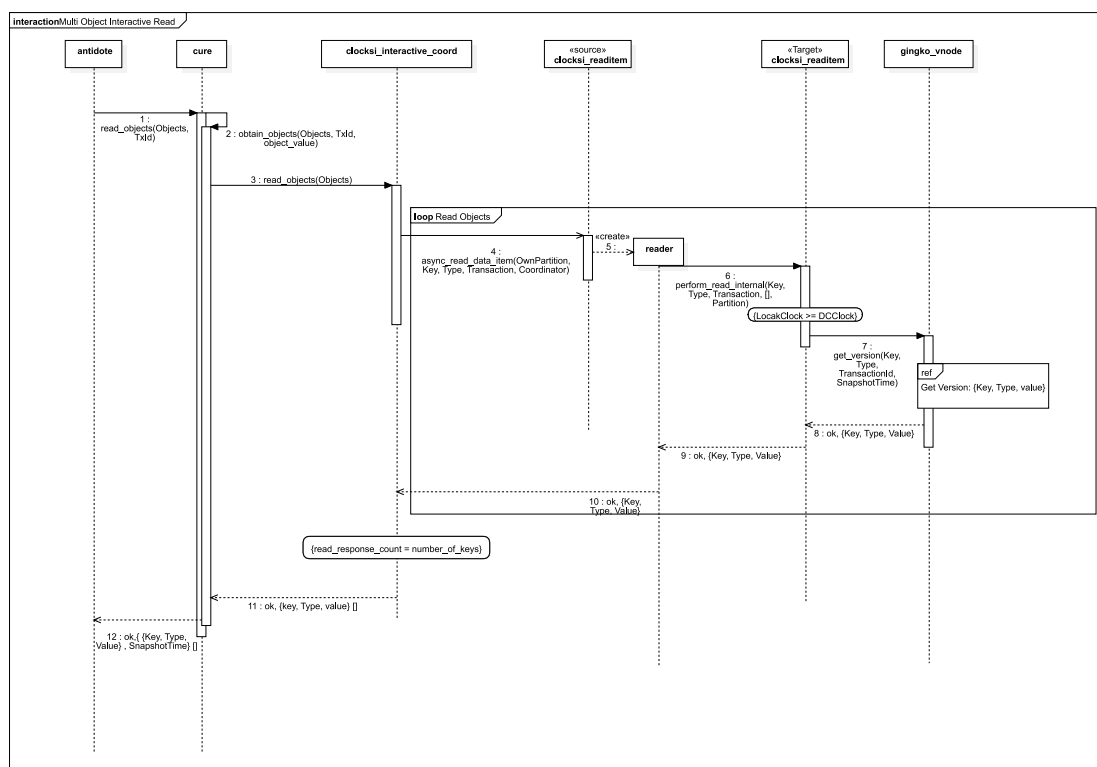 interactionMulti Object Interactive Read
antidote
cure
clocksi_interactive_coord
«source»
clocksi_readitem
«Target»
clocksi_readitem
gingko_vnode
1 :
read_objects(Objects,
TxId)
2 : obtain_objects(Objects, TxId,
object_value)
3 : read_objects(Objects)
loop Read Objects
4 :
async_read_data_item(OwnPartition,
Key, Type, Transaction, Coordinator)
«create»
5 :
reader
6 :
perform_read_internal(Key,
Type, Transaction, [],
Partition)
{LocakClock >= DCClock}
7 :
get_version(Key,
Type,
TransactionId,
SnapshotTime)
ref
Get Version: {Key, Type, value}
8 : ok, {Key, Type, Value}
9 : ok, {Key, Type, Value}
10 : ok, {Key,
Type, Value}
{read_response_count = number_of_keys}
11 : ok, {key, Type, value} []
12 : ok,{ {Key, Type,
Value} , SnapshotTime} []